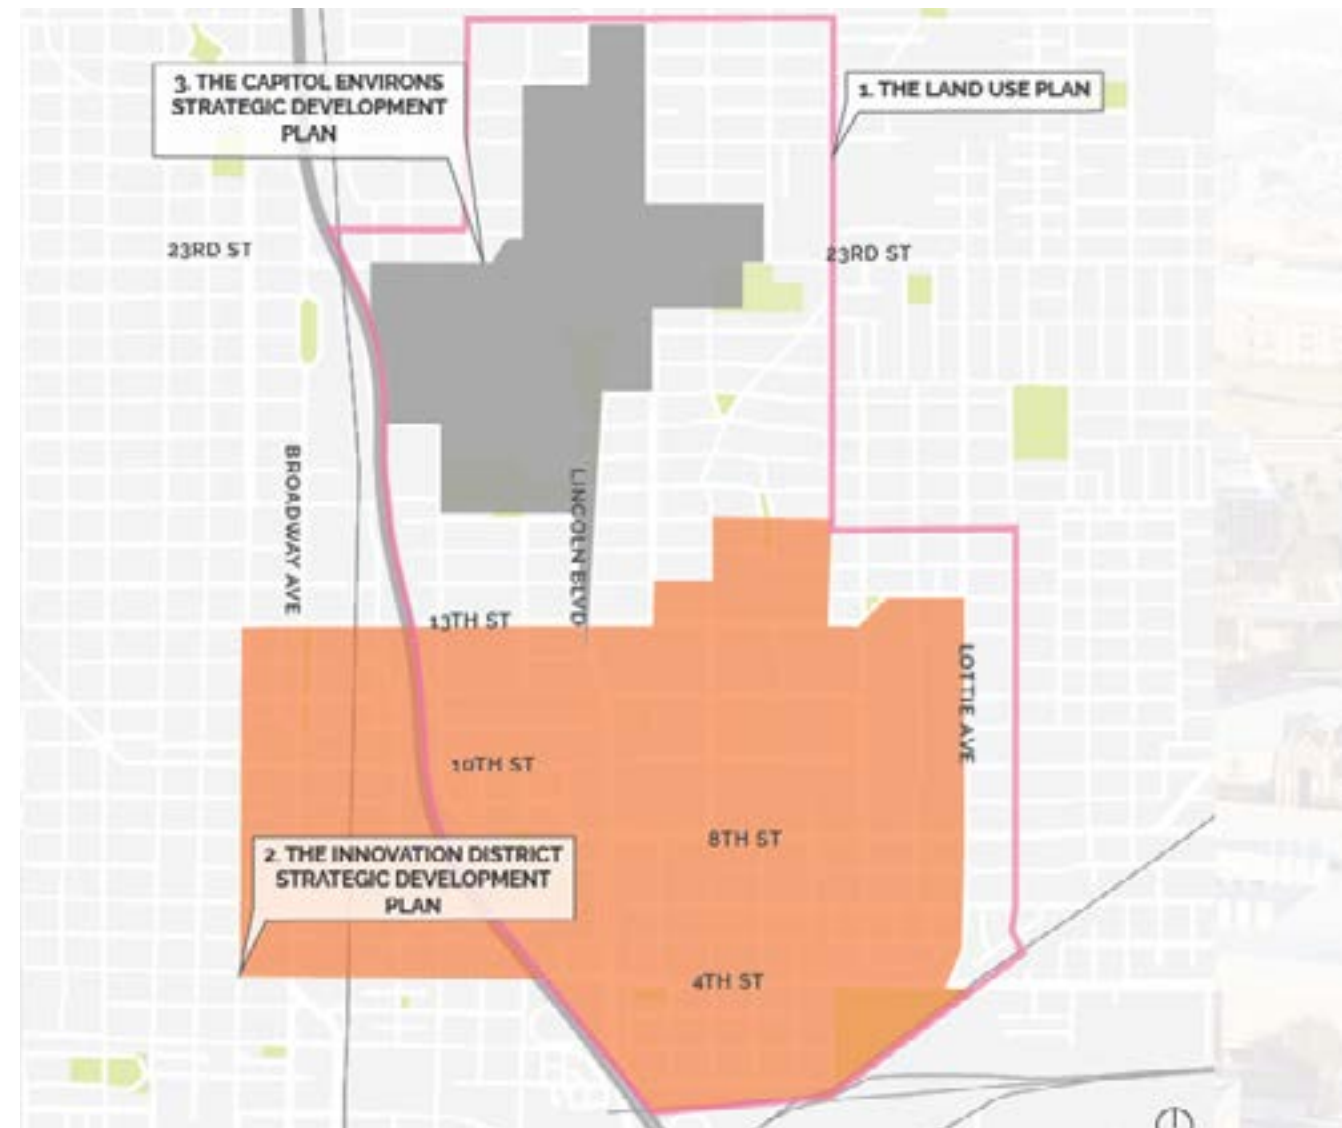 3. THE CAPITOL ENVIRONS
STRATEGIC DEVELOPMENT
PLAN
1. THE LAND USE PLAN
23RD ST
23RD ST
BROADWAY AVE
LINCOLN BLVD
13TH ST
LOTTIE AVE
10TH ST
8TH ST
2. THE INNOVATION DISTRICT
STRATEGIC DEVELOPMENT
PLAN
4TH ST